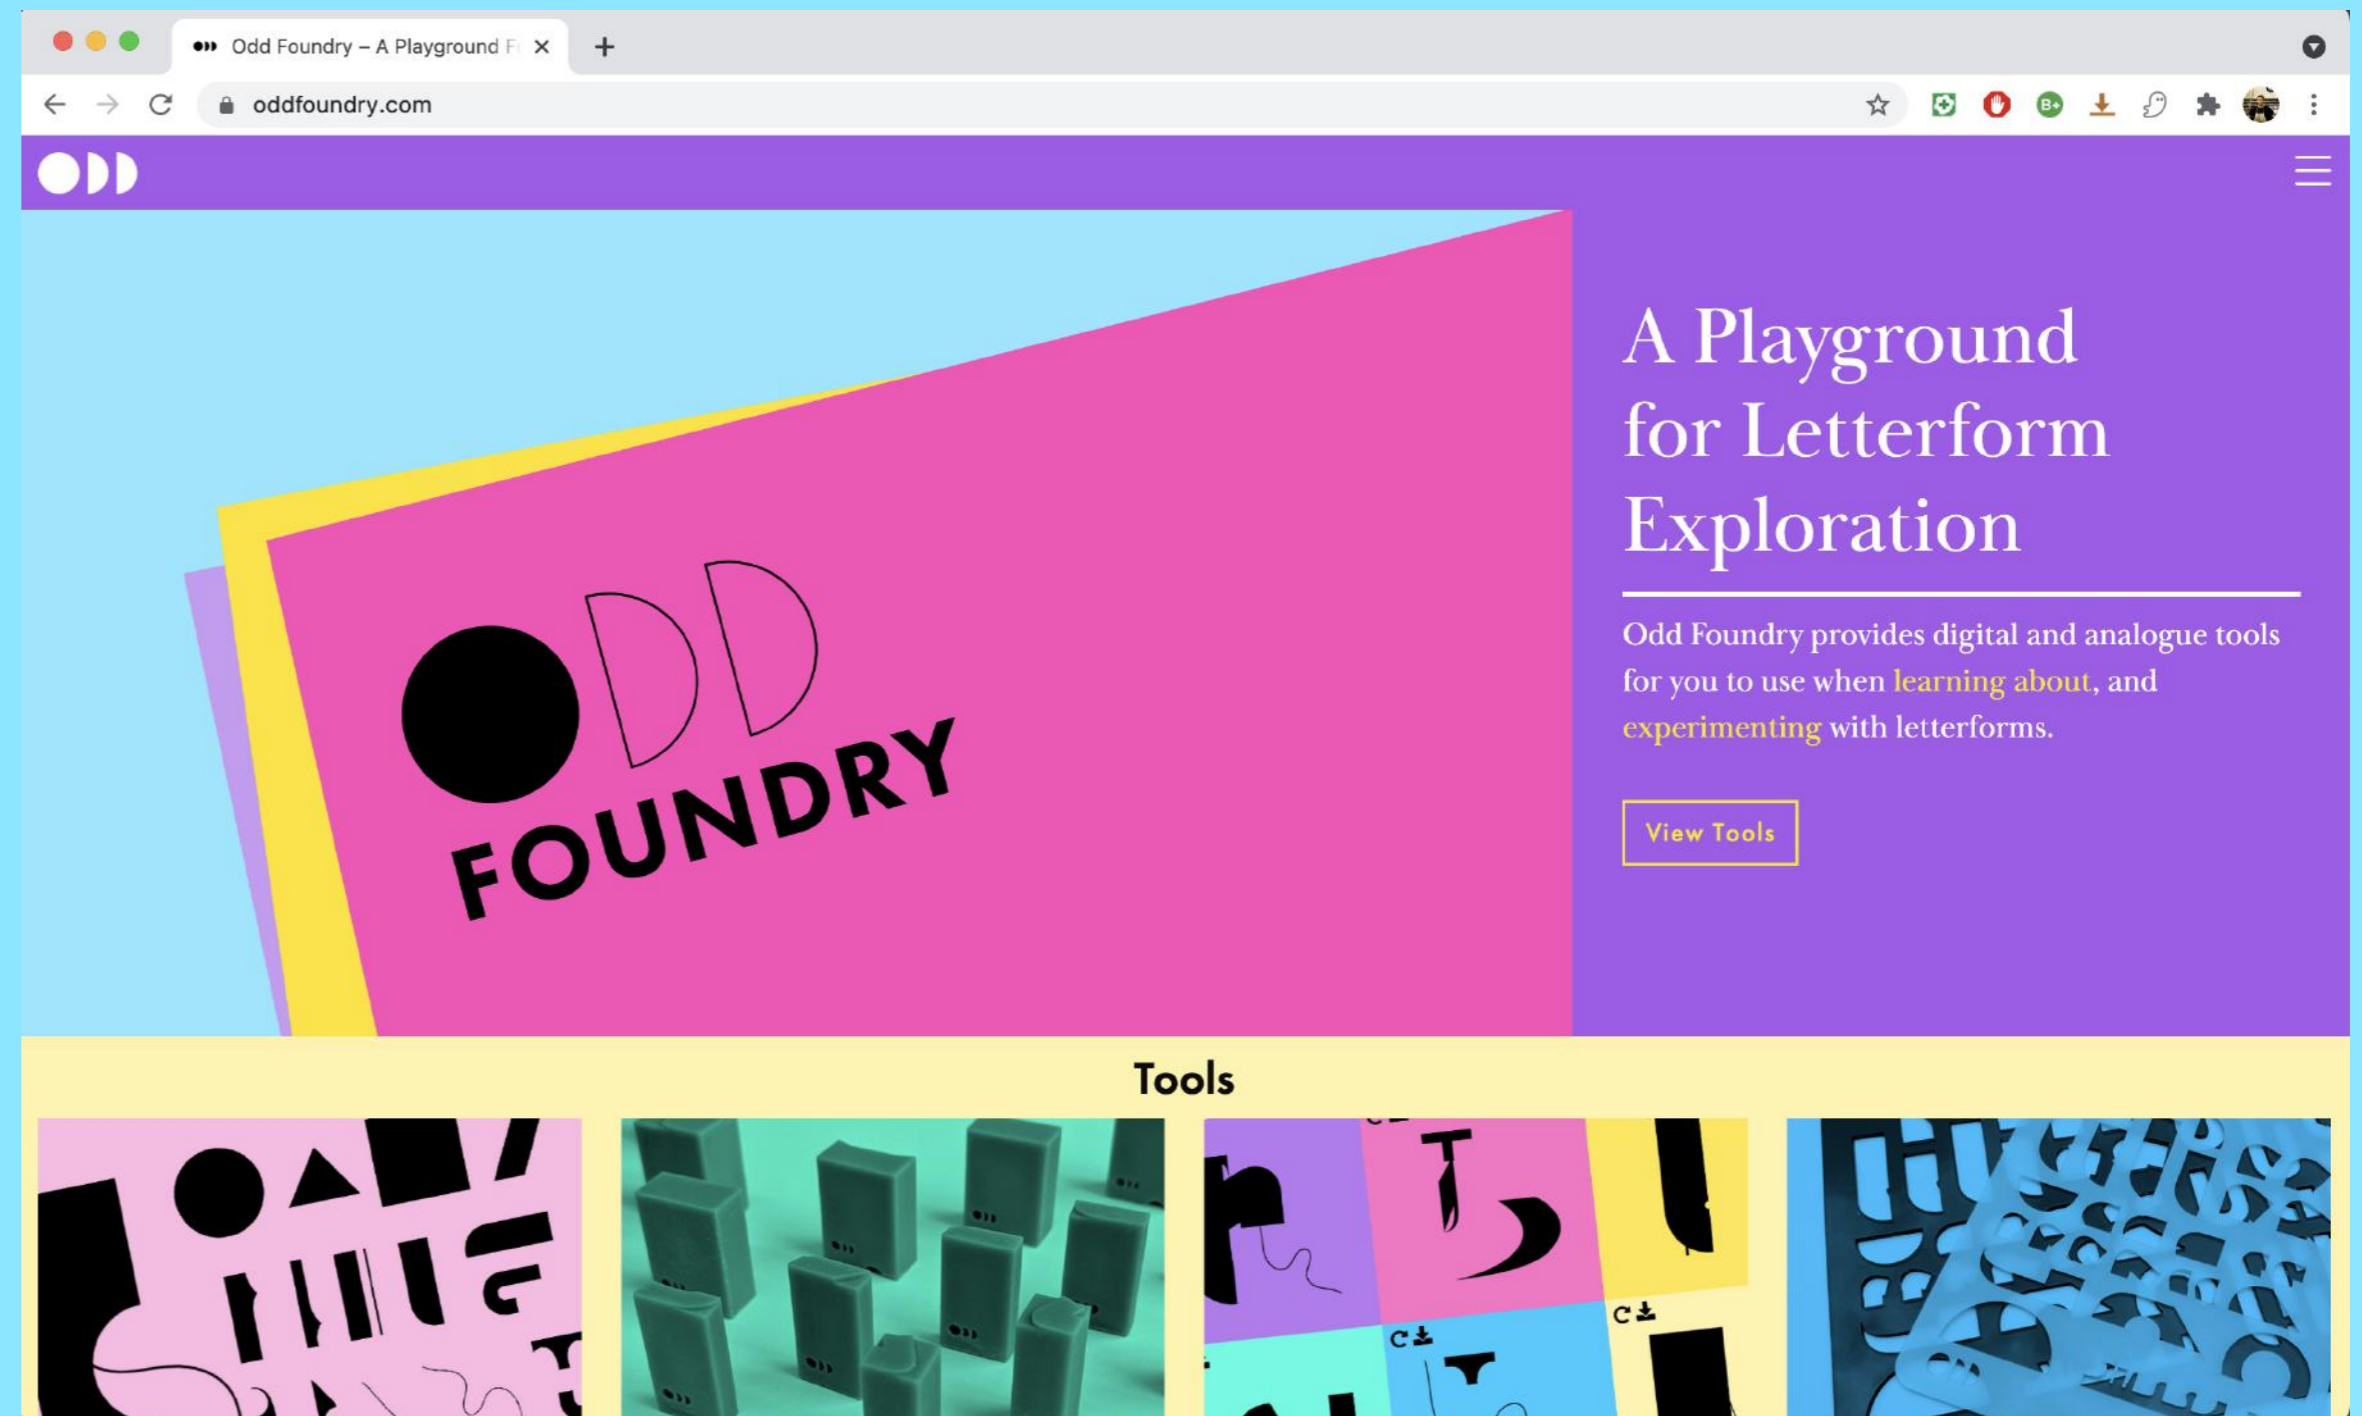 Odd Foundry – A Playground F
oddfoundry.com
ODD
A Playground
for Letterform
Exploration
Odd Foundry provides digital and analogue tools
for you to use when learning about, and
experimenting with letterforms.
View Tools
ODD
FOUNDRY
Tools